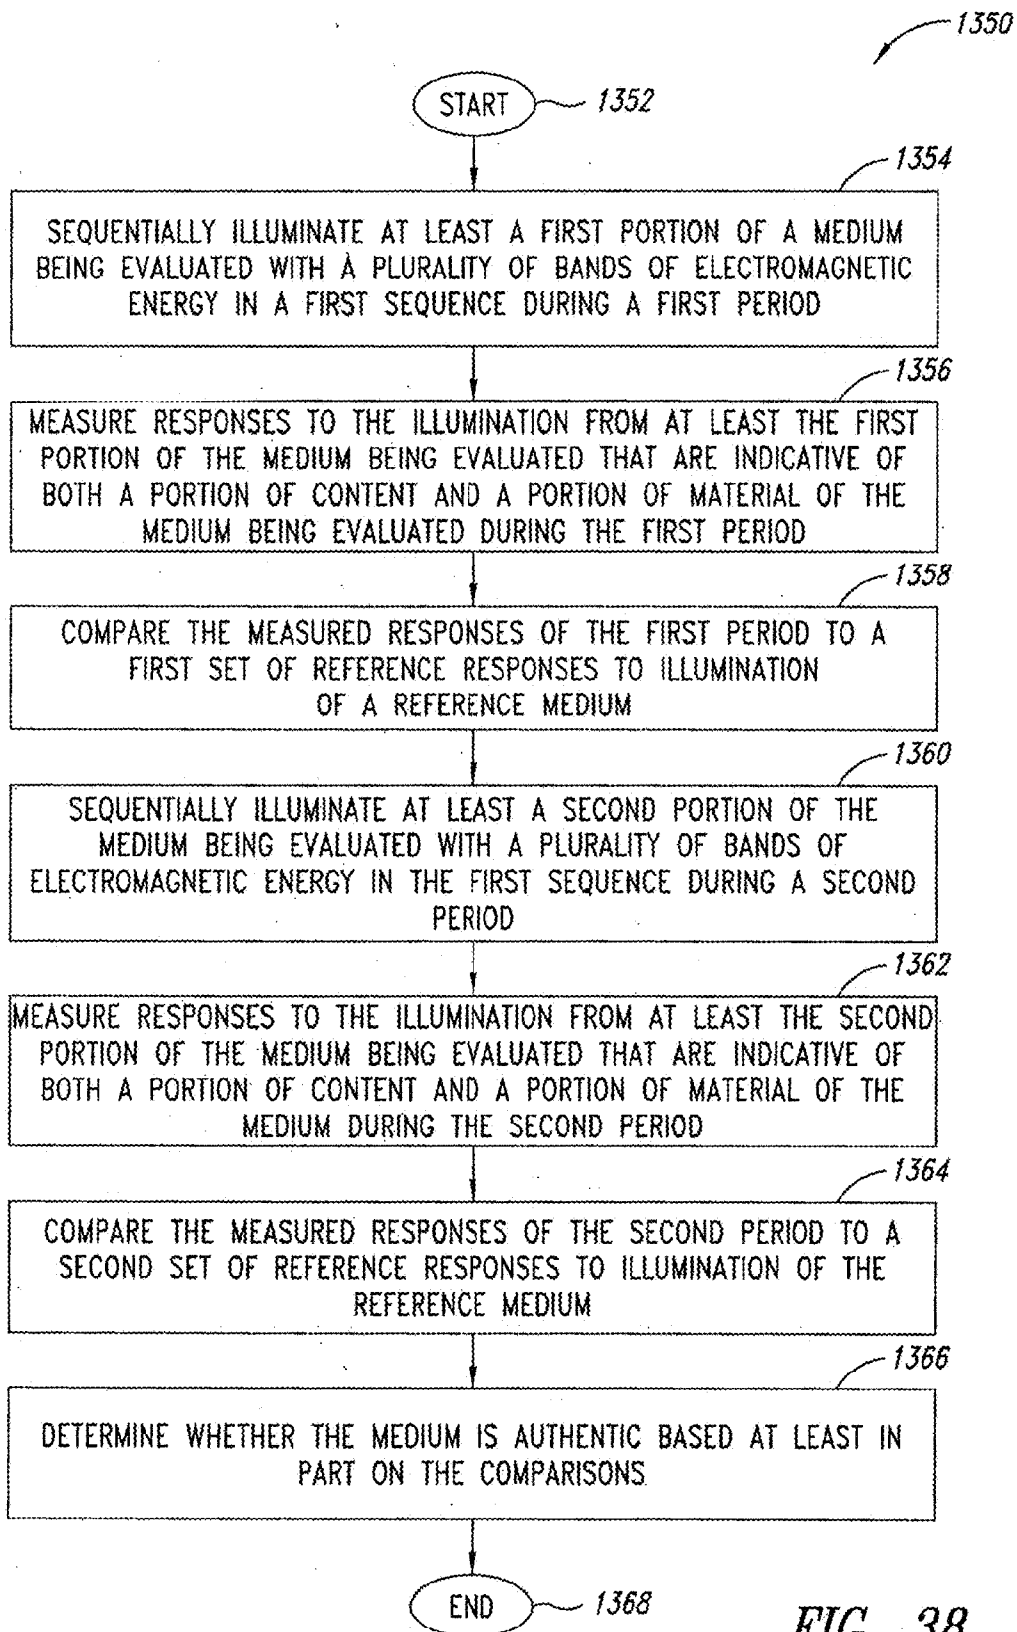 1350
START
1352
1354
SEQUENTIALLY ILLUMINATE AT LEAST A FIRST PORTION OF A MEDIUM
BEING EVALUATED WITH A PLURALITY OF BANDS OF ELECTROMAGNETIC
ENERGY IN A FIRST SEQUENCE DURING A FIRST PERIOD
1356
MEASURE RESPONSES TO THE ILLUMINATION FROM AT LEAST THE FIRST
PORTION OF THE MEDIUM BEING EVALUATED THAT ARE INDICATIVE OF
BOTH A PORTION OF CONTENT AND A PORTION OF MATERIAL OF THE
MEDIUM BEING EVALUATED DURING THE FIRST PERIOD
1358
COMPARE THE MEASURED RESPONSES OF THE FIRST PERIOD TO A
FIRST SET OF REFERENCE RESPONSES TO ILLUMINATION
OF A REFERENCE MEDIUM
1360
SEQUENTIALLY ILLUMINATE AT LEAST A SECOND PORTION OF THE
MEDIUM BEING EVALUATED WITH A PLURALITY OF BANDS OF
ELECTROMAGNETIC ENERGY IN THE FIRST SEQUENCE DURING A SECOND
PERIOD
1362
MEASURE RESPONSES TO THE ILLUMINATION FROM AT LEAST THE SECOND
PORTION OF THE MEDIUM BEING EVALUATED THAT ARE INDICATIVE OF
BOTH A PORTION OF CONTENT AND A PORTION OF MATERIAL OF THE
MEDIUM DURING THE SECOND PERIOD
1364
COMPARE THE MEASURED RESPONSES OF THE SECOND PERIOD TO A
SECOND SET OF REFERENCE RESPONSES TO ILLUMINATION OF THE
REFERENCE MEDIUM
1366
DETERMINE WHETHER THE MEDIUM IS AUTHENTIC BASED AT LEAST IN
PART ON THE COMPARISONS
END
1368
FIG. 38